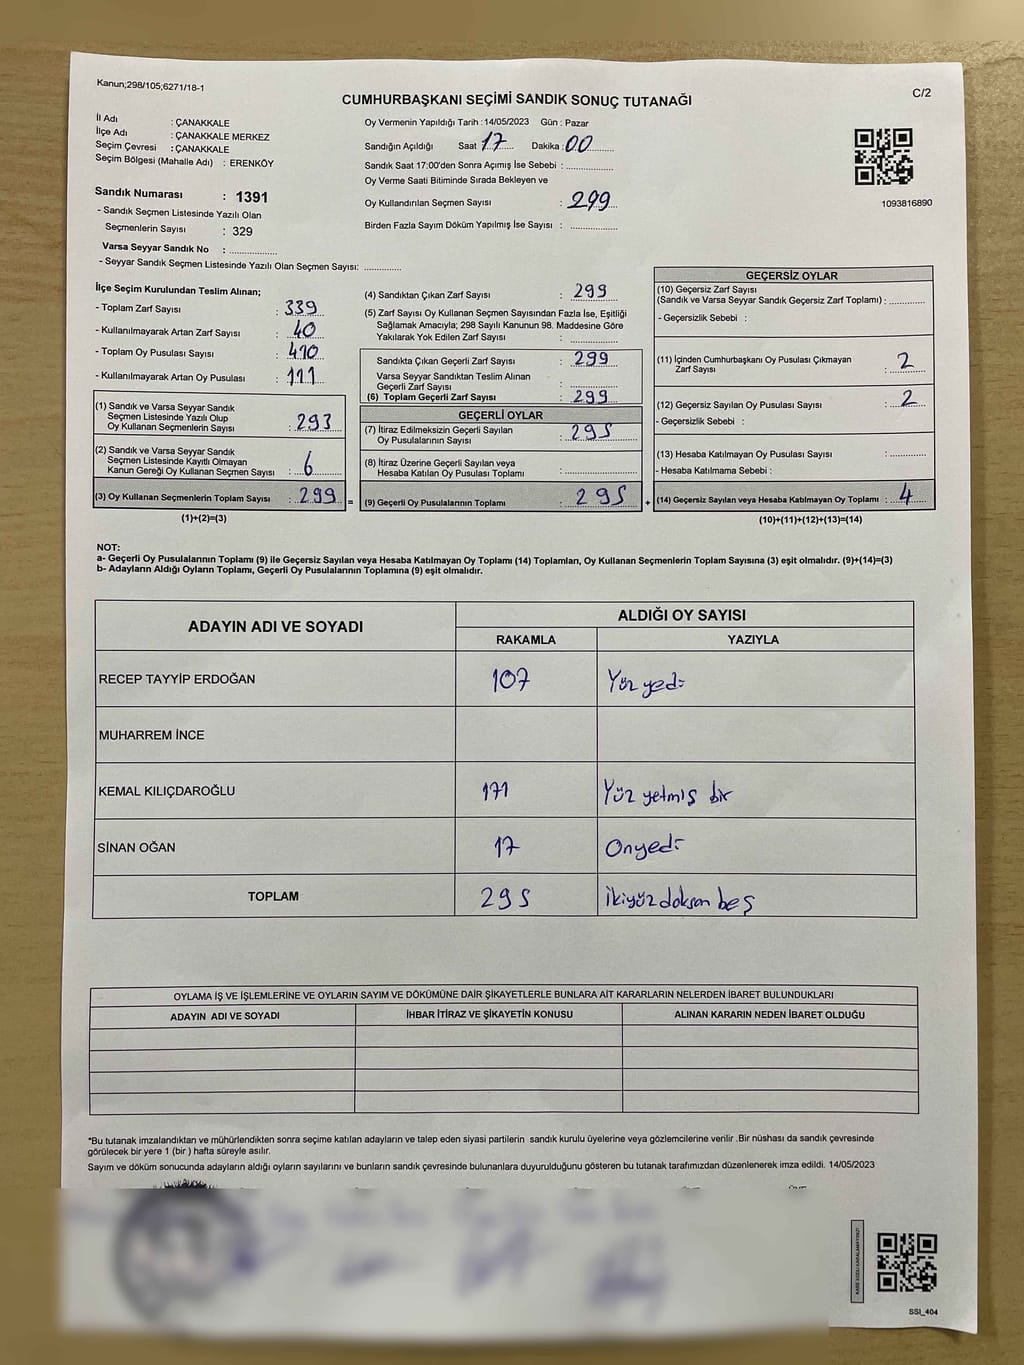 Kanun;298/105;6271/18-1
C/2
CUMHURBAŞKANI SEÇİMİ SANDIK SONUÇ TUTANAĞI
İl Adı : ÇANAKKALE
İlçe Adı : ÇANAKKALE MERKEZ
Seçim Çevresi : ÇANAKKALE
Seçim Bölgesi (Mahalle Adı) : ERENKÖY
Sandık Numarası : 1391
- Sandık Seçmen Listesinde Yazılı Olan
Seçmenlerin Sayısı : 329
Varsa Seyyar Sandık No : ................
- Seyyar Sandık Seçmen Listesinde Yazılı Olan Seçmen Sayısı: .............
Oy Vermenin Yapıldığı Tarih :14/05/2023 Gün : Pazar
Sandığın Açıldığı Saat 17 Dakika : 00
Sandık Saat 17:00'den Sonra Açımış İse Sebebi : ................
Oy Verme Saati Bitiminde Sırada Bekleyen ve
Oy Kullandırılan Seçmen Sayısı : 299
Birden Fazla Sayım Döküm Yapılmış İse Sayısı : ................
1093816890
İlçe Seçim Kurulundan Teslim Alınan;
- Toplam Zarf Sayısı : 339
- Kullanılmayarak Artan Zarf Sayısı : 40
- Toplam Oy Pusulası Sayısı : 410
- Kullanılmayarak Artan Oy Pusulası : 111
(1) Sandık ve Varsa Seyyar Sandık
Seçmen Listesinde Yazılı Olup
Oy Kullanan Seçmenlerin Sayısı : 293
(2) Sandık ve Varsa Seyyar Sandık
Seçmen Listesinde Kayıtlı Olmayan
Kanun Gereği Oy Kullanan Seçmen Sayısı : 6
(3) Oy Kullanan Seçmenlerin Toplam Sayısı : 299 =
(1)+(2)=(3)
(4) Sandıktan Çıkan Zarf Sayısı : 299
(5) Zarf Sayısı Oy Kullanan Seçmen Sayısından Fazla İse, Eşitliği
Sağlamak Amacıyla; 298 Sayılı Kanunun 98. Maddesine Göre
Yakılarak Yok Edilen Zarf Sayısı : ................
Sandıkta Çıkan Geçerli Zarf Sayısı : 299
Varsa Seyyar Sandıktan Teslim Alınan
Geçerli Zarf Sayısı : ................
(6) Toplam Geçerli Zarf Sayısı : 299
GEÇERLİ OYLAR
(7) İtiraz Edilmeksizin Geçerli Sayılan
Oy Pusulalarının Sayısı : 295
(8) İtiraz Üzerine Geçerli Sayılan veya
Hesaba Katılan Oy Pusulası Toplamı : ................
(9) Geçerli Oy Pusulalarının Toplamı : 295 +
GEÇERSİZ OYLAR
(10) Geçersiz Zarf Sayısı
(Sandık ve Varsa Seyyar Sandık Geçersiz Zarf Toplamı) : .............
- Geçersizlik Sebebi :
(11) İçinden Cumhurbaşkanı Oy Pusulası Çıkmayan
Zarf Sayısı : 2
(12) Geçersiz Sayılan Oy Pusulası Sayısı : 2
- Geçersizlik Sebebi :
(13) Hesaba Katılmayan Oy Pusulası Sayısı : .............
- Hesaba Katılmama Sebebi :
(14) Geçersiz Sayılan veya Hesaba Katılmayan Oy Toplamı : 4
(10)+(11)+(12)+(13)=(14)
NOT:
a- Geçerli Oy Pusulalarının Toplamı (9) ile Geçersiz Sayılan veya Hesaba Katılmayan Oy Toplamı (14) Toplamları, Oy Kullanan Seçmenlerin Toplam Sayısına (3) eşit olmalıdır. (9)+(14)=(3)
b- Adayların Aldığı Oyların Toplamı, Geçerli Oy Pusulalarının Toplamına (9) eşit olmalıdır.
ADAYIN ADI VE SOYADI ALDIĞI OY SAYISI
RAKAMLA YAZIYLA
RECEP TAYYİP ERDOĞAN 107 Yüz yedi
MUHARREM İNCE
KEMAL KILIÇDAROĞLU 171 Yüz yetmiş bir
SİNAN OĞAN 17 Onyedi
TOPLAM 295 İkiyüz doksan beş
OYLAMA İŞ VE İŞLEMLERİNE VE OYLARIN SAYIM VE DÖKÜMÜNE DAİR ŞİKAYETLERLE BUNLARA AİT KARARLARIN NELERDEN İBARET BULUNDUKLARI
ADAYIN ADI VE SOYADI İHBAR İTİRAZ VE ŞİKAYETİN KONUSU ALINAN KARARIN NEDEN İBARET OLDUĞU
*Bu tutanak imzalandıktan ve mühürlendikten sonra seçime katılan adayların ve talep eden siyasi partilerin sandık kurulu üyelerine veya gözlemcilerine verilir .Bir nüshası da sandık çevresinde
görülecek bir yere 1 (bir ) hafta süreyle asılır.
Sayım ve döküm sonucunda adayların aldığı oyların sayılarını ve bunların sandık çevresinde bulunanlara duyurulduğunu gösteren bu tutanak tarafımızdan düzenlenerek imza edildi. 14/05/2023
KARE KODU KARALAMAYINIZ!
SSI_404